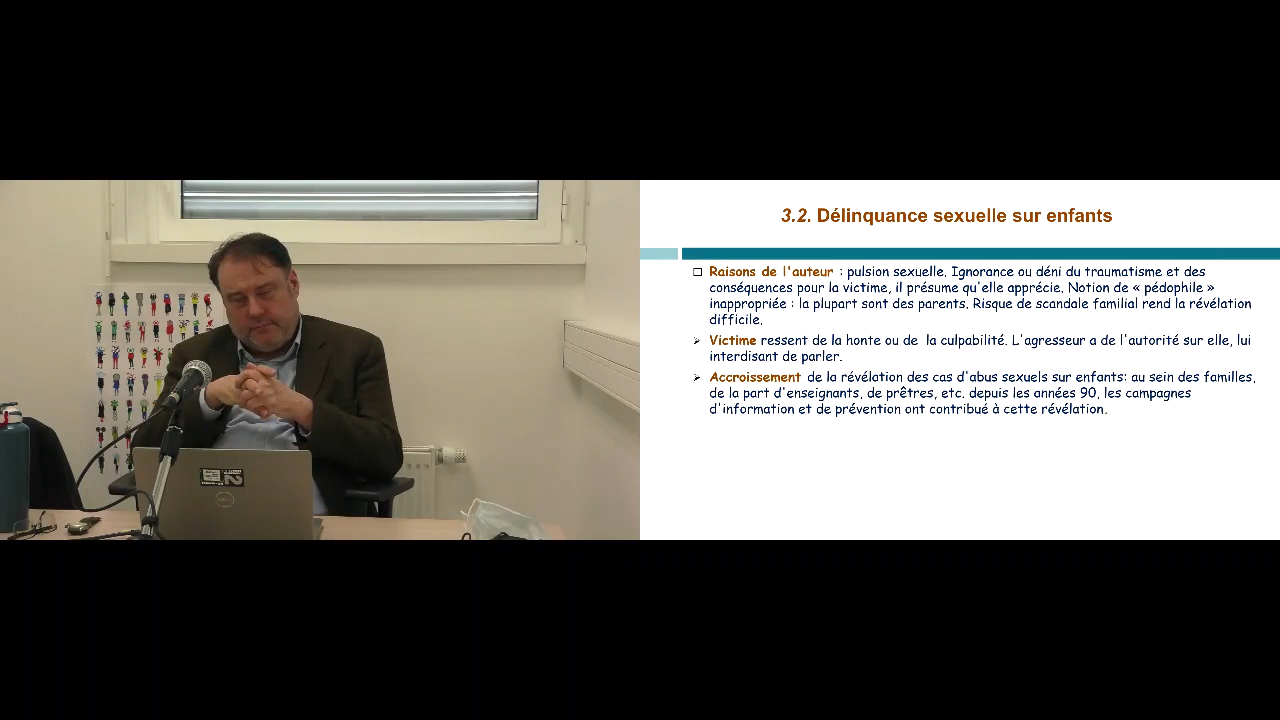 3.2. Délinquance sexuelle sur enfants
Raisons de l'auteur : pulsion sexuelle. Ignorance ou déni du traumatisme et des
conséquences pour la victime, il présume qu'elle apprécie. Notion de « pédophile »
inappropriée : la plupart sont des parents. Risque de scandale familial rend la révélation
difficile.
Victime ressent de la honte ou de la culpabilité. L'agresseur a de l'autorité sur elle, lui
interdisant de parler.
Accroissement de la révélation des cas d'abus sexuels sur enfants: au sein des familles,
de la part d'enseignants, de prêtres, etc. depuis les années 90, les campagnes
d'information et de prévention ont contribué à cette révélation.
DELL